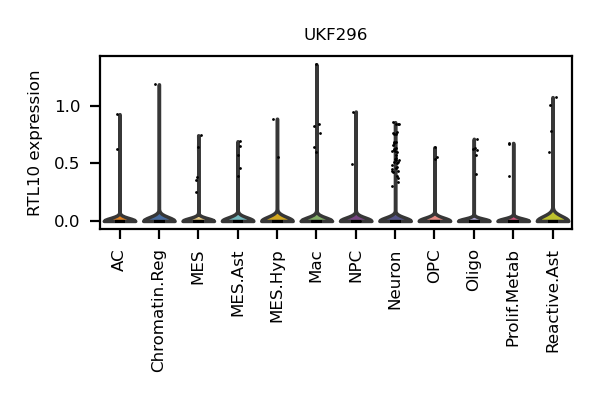 UKF296
RTL10 expression
1.0
0.5
0.0
AC
Chromatin.Reg
MES
MES.Ast
MES.Hyp
Mac
NPC
Neuron
OPC
Oligo
Prolif.Metab
Reactive.Ast